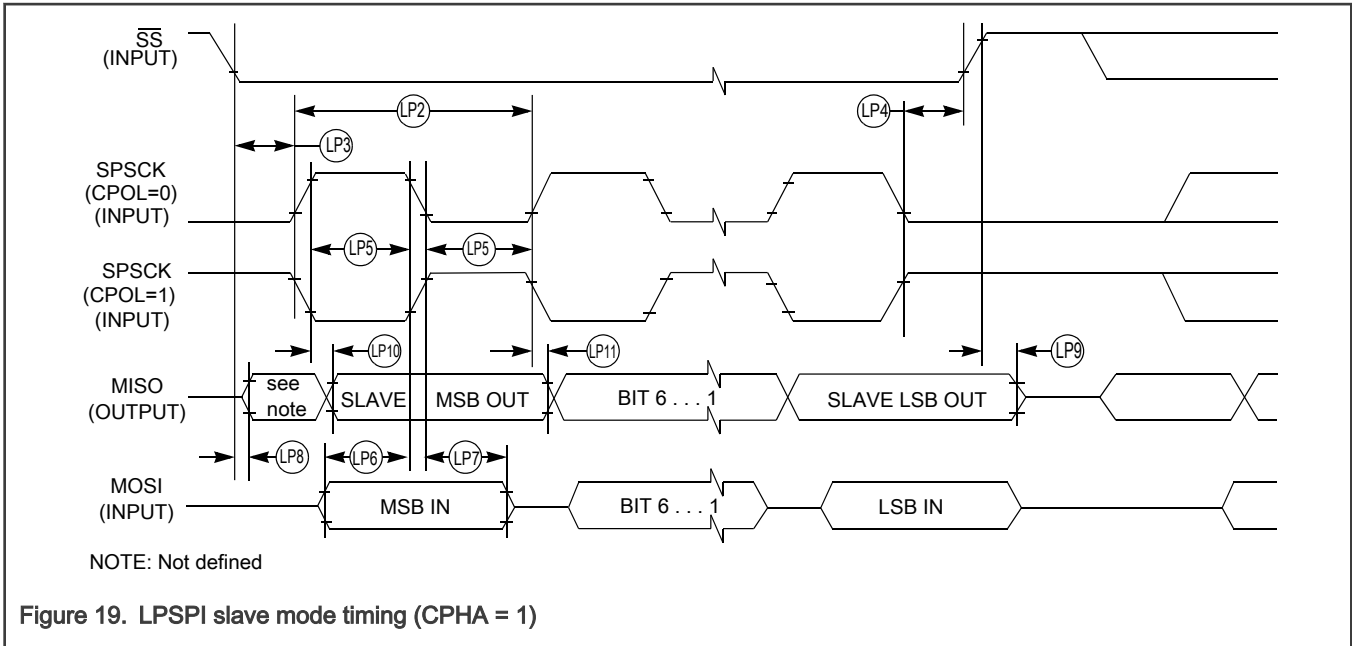 SS
(INPUT)
LP2
LP4
LP3
SPSCK
(CPOL=0)
(INPUT)
LP5
LP5
SPSCK
(CPOL=1)
(INPUT)
LP10
LP11
LP9
MISO
(OUTPUT)
see
note
SLAVE
MSB OUT
BIT 6 . . . 1
SLAVE LSB OUT
LP8
LP6
LP7
MOSI
(INPUT)
MSB IN
BIT 6 . . . 1
LSB IN
NOTE: Not defined
Figure 19. LPSPI slave mode timing (CPHA = 1)